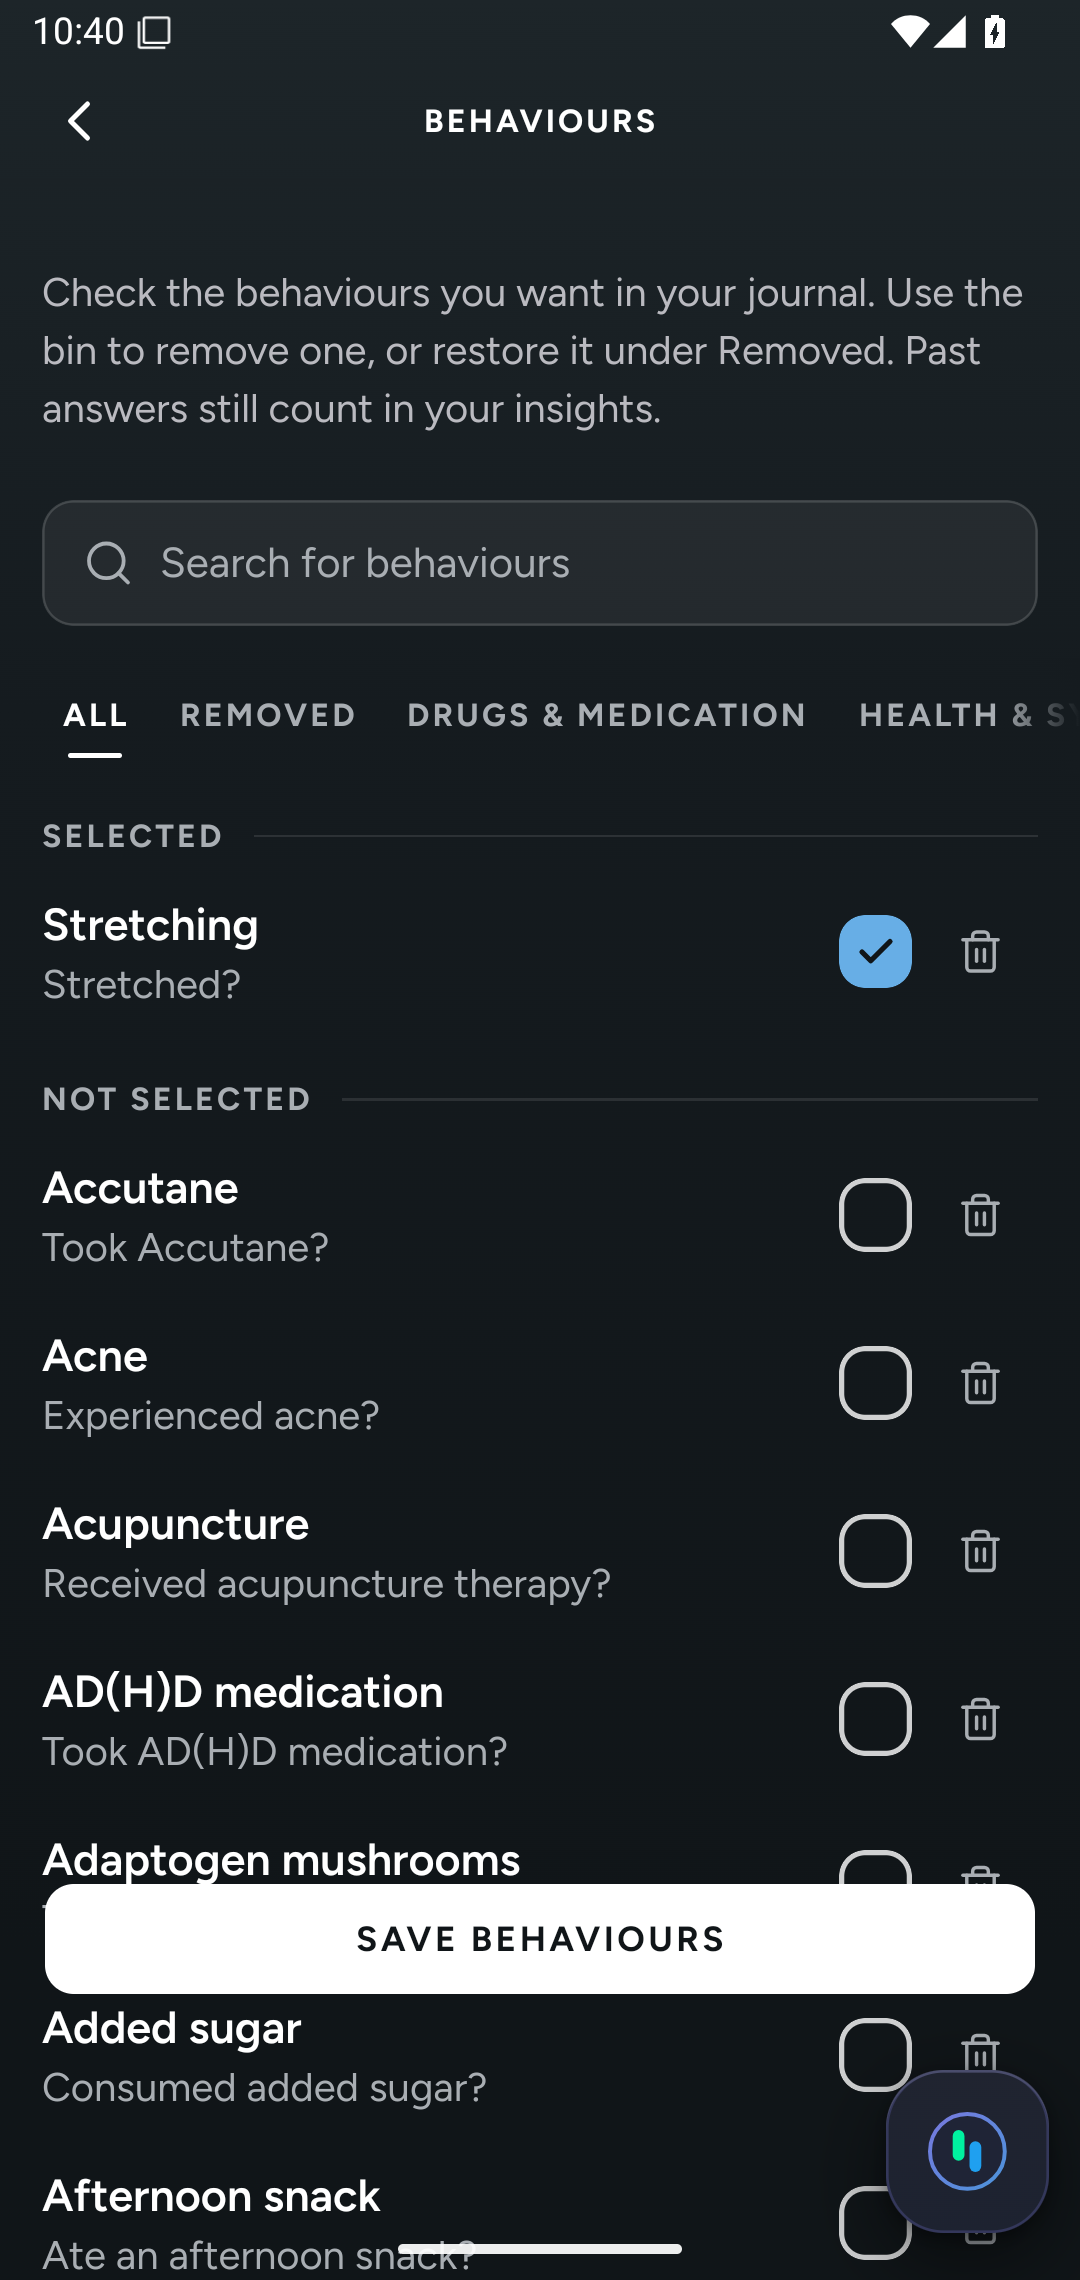 10:40
BEHAVIOURS
Check the behaviours you want in your journal. Use the
bin to remove one, or restore it under Removed. Past
answers still count in your insights.
Search for behaviours
ALL REMOVED DRUGS & MEDICATION HEALTH &
SELECTED
Stretching
Stretched?
NOT SELECTED
Accutane
Took Accutane?
Acne
Experienced acne?
Acupuncture
Received acupuncture therapy?
AD(H)D medication
Took AD(H)D medication?
Adaptogen mushrooms
SAVE BEHAVIOURS
Added sugar
Consumed added sugar?
Afternoon snack
Ate an afternoon snack?